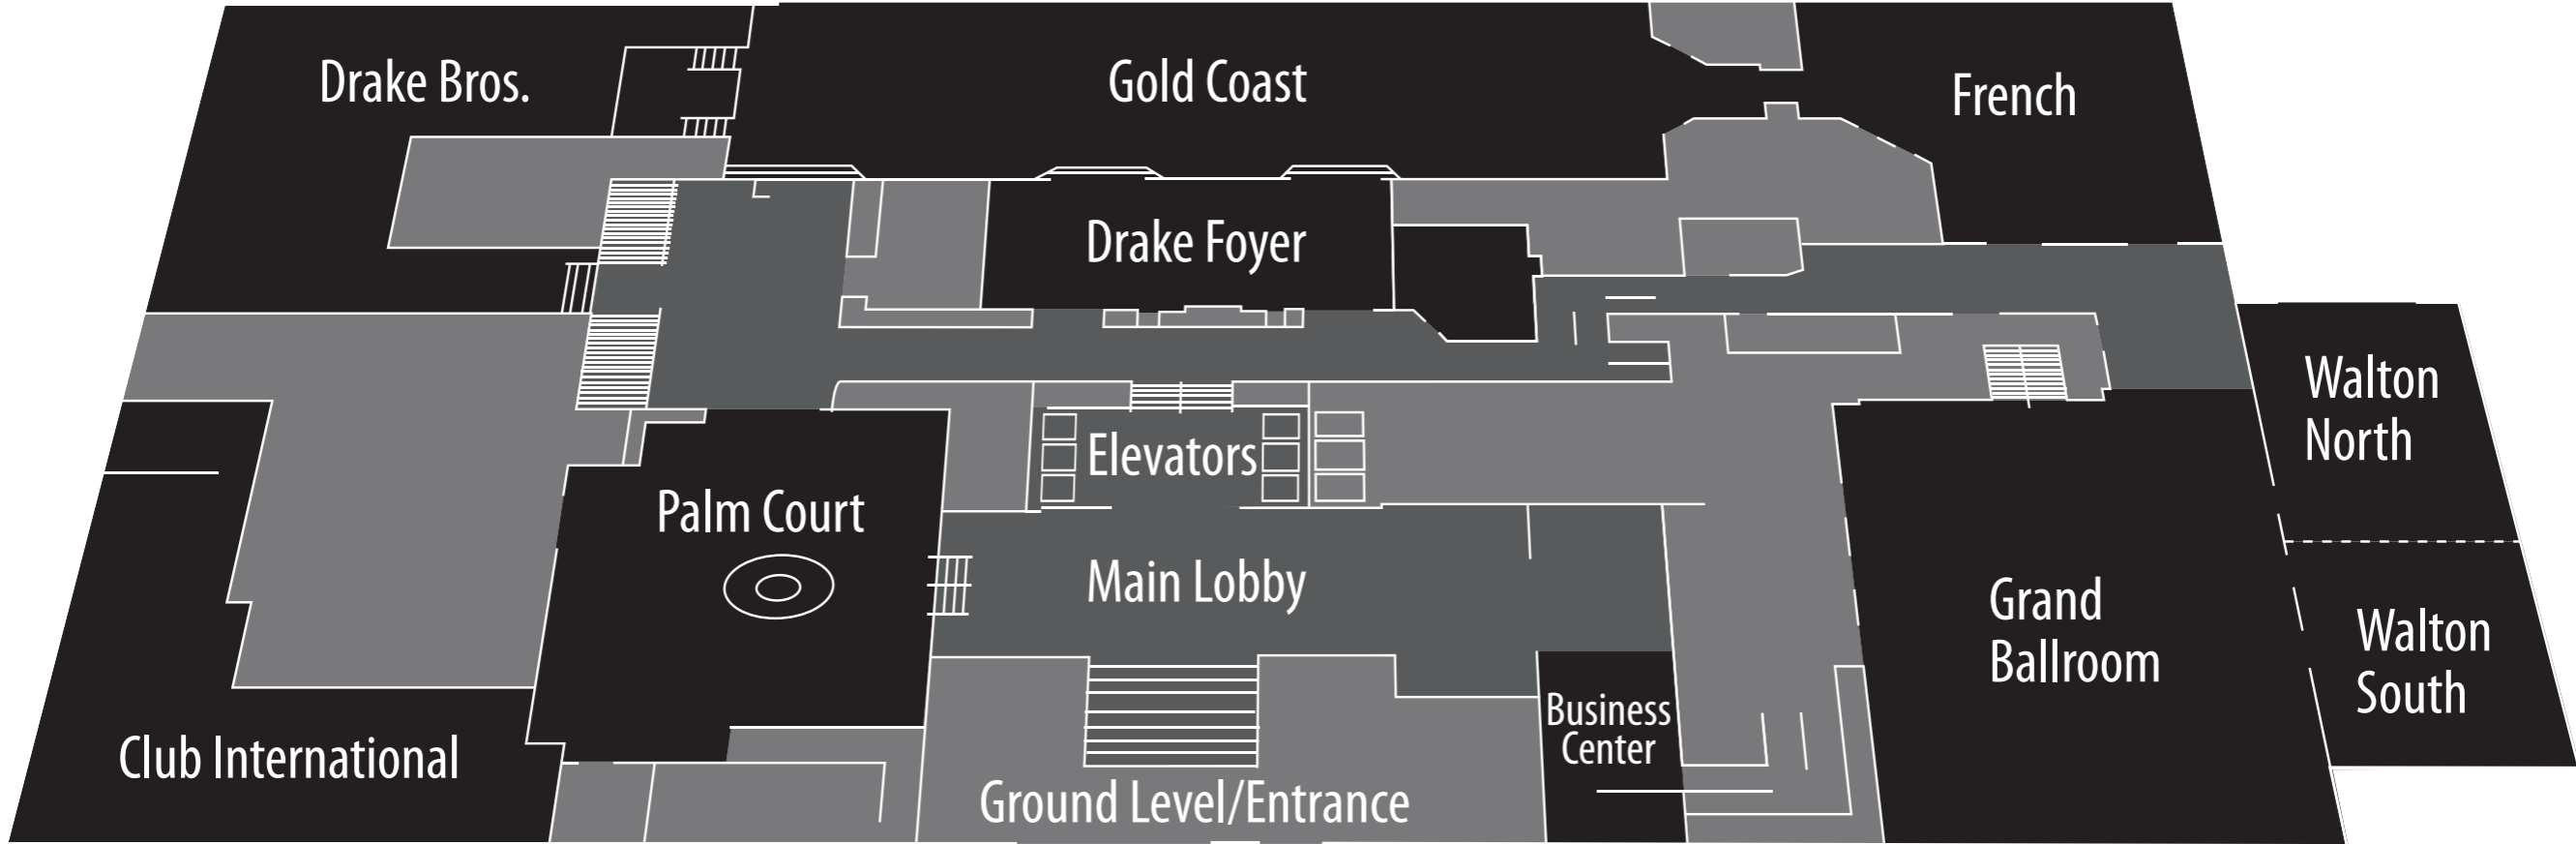 Drake Bros.
Gold Coast
French
Drake Foyer
Walton
North
Elevators
Palm Court
Main Lobby
Grand
Ballroom
Walton
South
Business
Center
Club International
Ground Level/Entrance